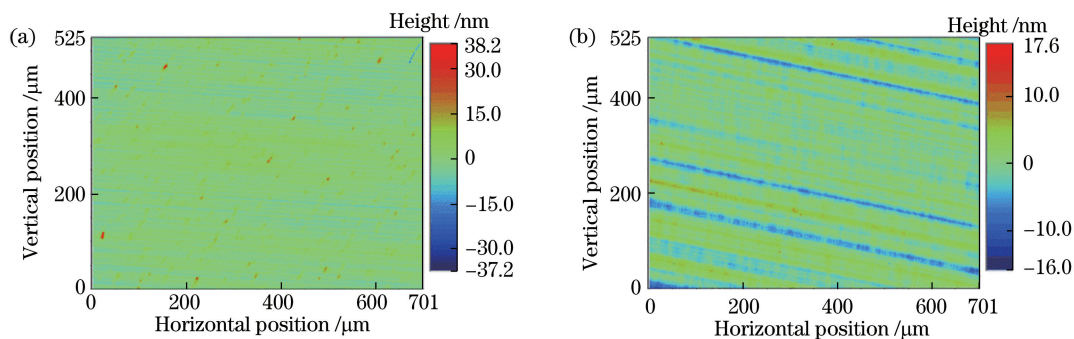 (a)
Height /nm
525
400
200
0
Vertical position /μm
0 200 400 600 701
Horizontal position /μm
38.2
30.0
15.0
0
−15.0
−30.0
−37.2
(b)
Height /nm
525
400
200
0
Vertical position /μm
0 200 400 600 701
Horizontal position /μm
17.6
10.0
0
−10.0
−16.0